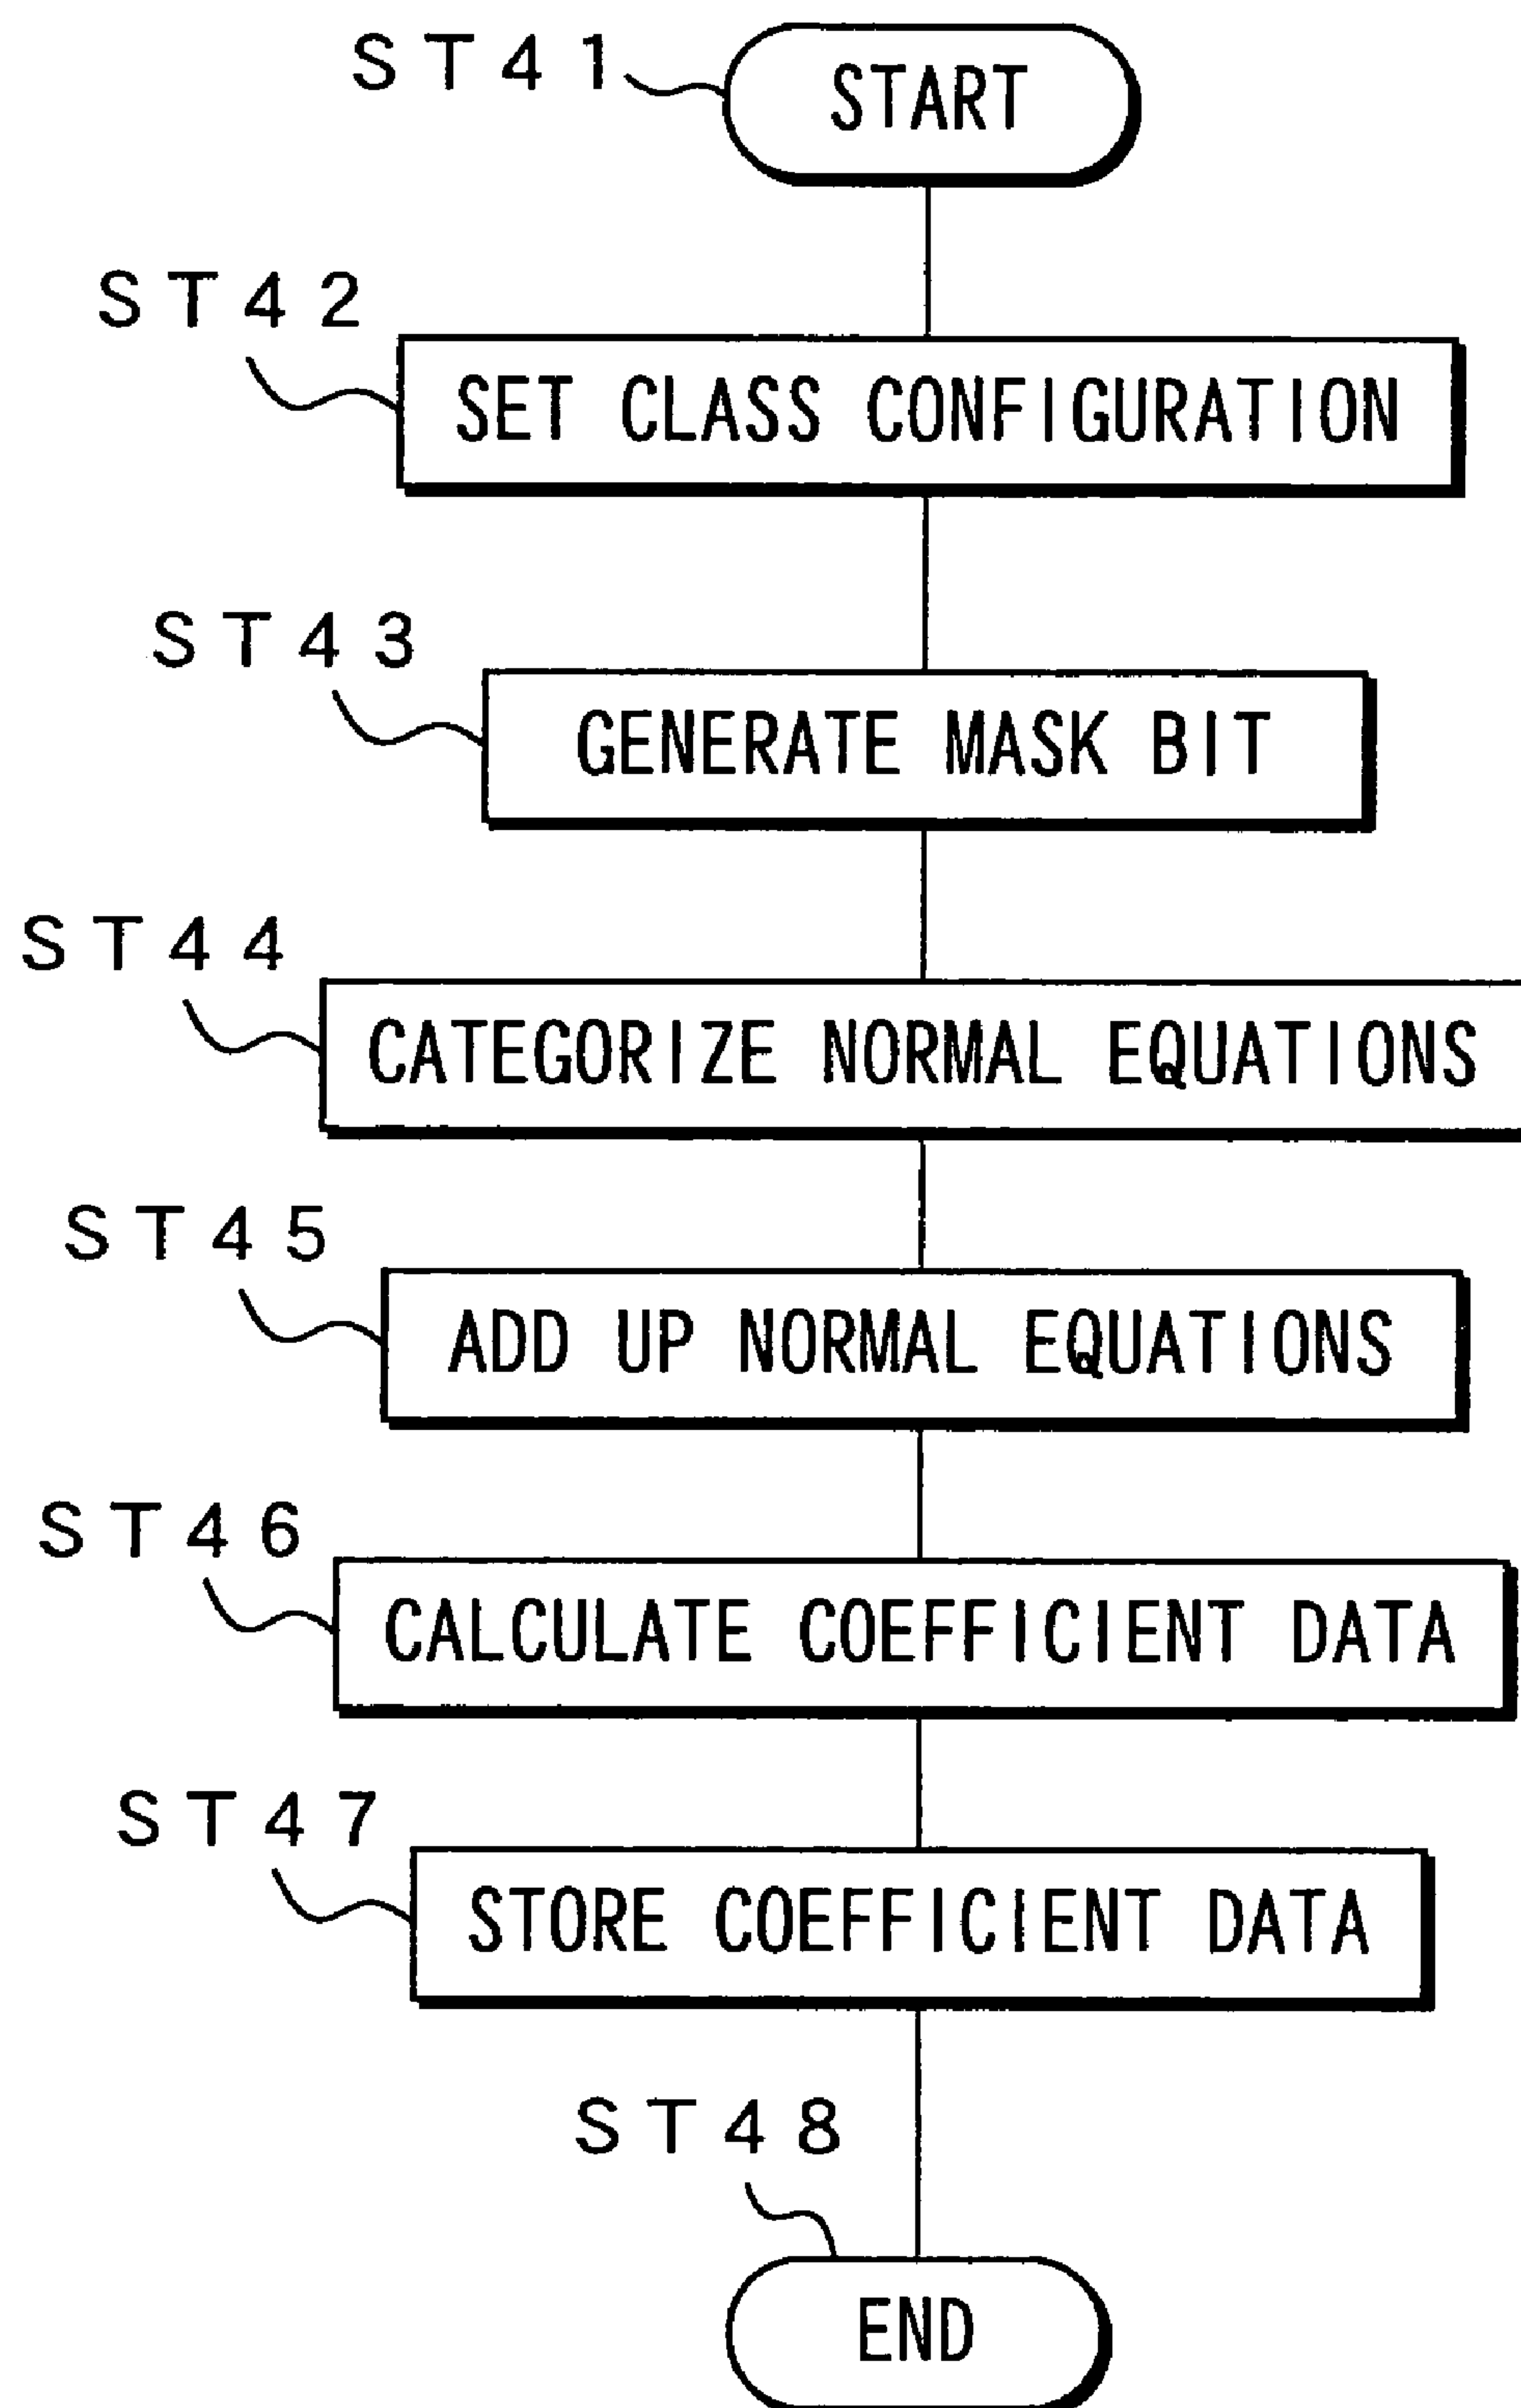 ST41
START
ST42
SET CLASS CONFIGURATION
ST43
GENERATE MASK BIT
ST44
CATEGORIZE NORMAL EQUATIONS
ST45
ADD UP NORMAL EQUATIONS
ST46
CALCULATE COEFFICIENT DATA
ST47
STORE COEFFICIENT DATA
ST48
END